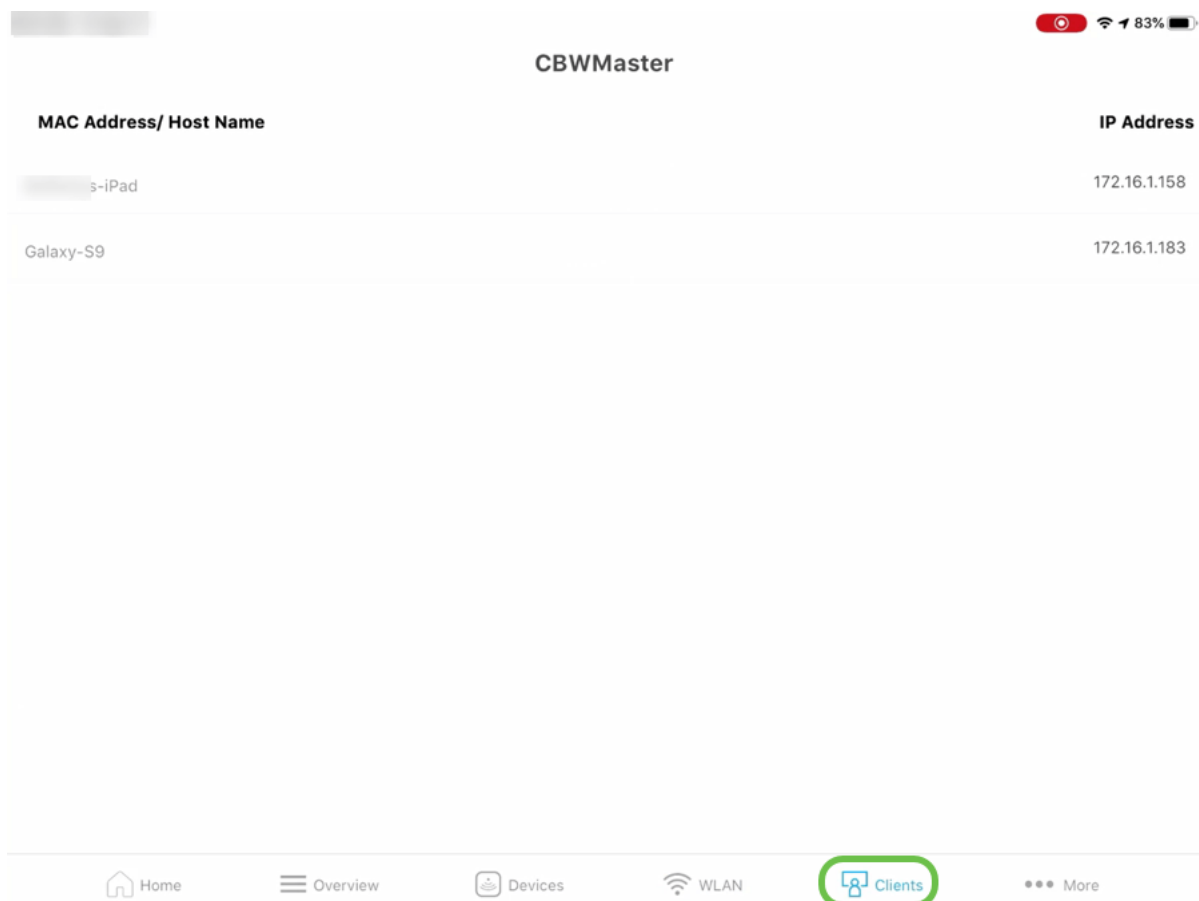 83%
CBWMaster
MAC Address/ Host Name IP Address
s-iPad 172.16.1.158
Galaxy-S9 172.16.1.183
Home Overview Devices WLAN Clients More